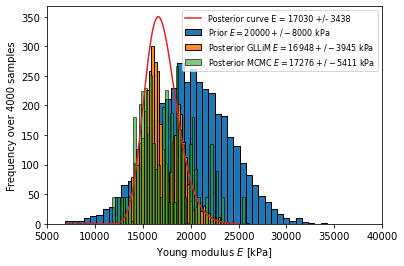 Posterior curve E = 17030 +/- 3438
Prior E = 20000 + / − 8000 kPa
Posterior GLLiM E = 16948 + / − 3945 kPa
Posterior MCMC E = 17276 + / − 5411 kPa
Frequency over 4000 samples
350
300
250
200
150
100
50
0
5000 10000 15000 20000 25000 30000 35000 40000
Young modulus E [kPa]